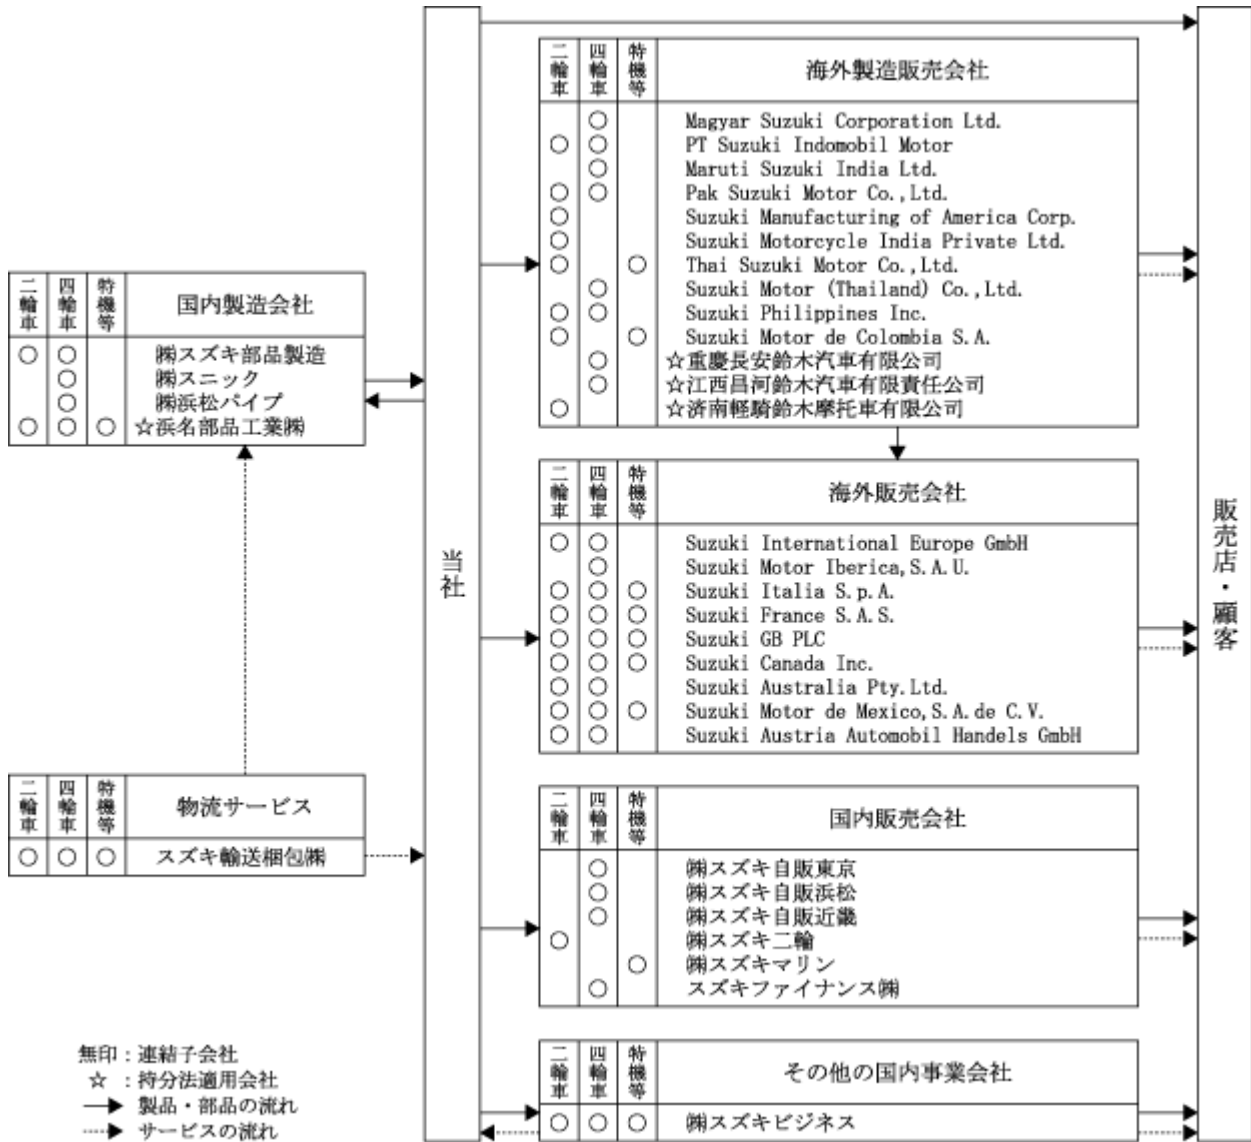 二輪車 四輪車 特機等 国内製造会社
○ ○ ㈱スズキ部品製造
○ ㈱スニック
○ ㈱浜松パイプ
○ ○ ○ ☆浜名部品工業㈱
二輪車 四輪車 特機等 物流サービス
○ ○ ○ スズキ輸送梱包㈱
無印：連結子会社
☆ ：持分法適用会社
─▶ 製品・部品の流れ
┄▶ サービスの流れ
当社
二輪車 四輪車 特機等 海外製造販売会社
○ Magyar Suzuki Corporation Ltd.
○ ○ PT Suzuki Indomobil Motor
○ Maruti Suzuki India Ltd.
○ ○ Pak Suzuki Motor Co.,Ltd.
○ Suzuki Manufacturing of America Corp.
○ Suzuki Motorcycle India Private Ltd.
○ ○ Thai Suzuki Motor Co.,Ltd.
○ Suzuki Motor (Thailand) Co.,Ltd.
○ ○ Suzuki Philippines Inc.
○ ○ Suzuki Motor de Colombia S.A.
○ ☆重慶長安鈴木汽車有限公司
○ ☆江西昌河鈴木汽車有限責任公司
○ ☆済南軽騎鈴木摩托車有限公司
二輪車 四輪車 特機等 海外販売会社
○ ○ Suzuki International Europe GmbH
○ Suzuki Motor Iberica,S.A.U.
○ ○ ○ Suzuki Italia S.p.A.
○ ○ ○ Suzuki France S.A.S.
○ ○ ○ Suzuki GB PLC
○ ○ ○ Suzuki Canada Inc.
○ ○ Suzuki Australia Pty.Ltd.
○ ○ ○ Suzuki Motor de Mexico,S.A.de C.V.
○ ○ Suzuki Austria Automobil Handels GmbH
二輪車 四輪車 特機等 国内販売会社
○ ㈱スズキ自販東京
○ ㈱スズキ自販浜松
○ ㈱スズキ自販近畿
○ ㈱スズキ二輪
○ ㈱スズキマリン
○ スズキファイナンス㈱
二輪車 四輪車 特機等 その他の国内事業会社
○ ○ ○ ㈱スズキビジネス
販売店・顧客